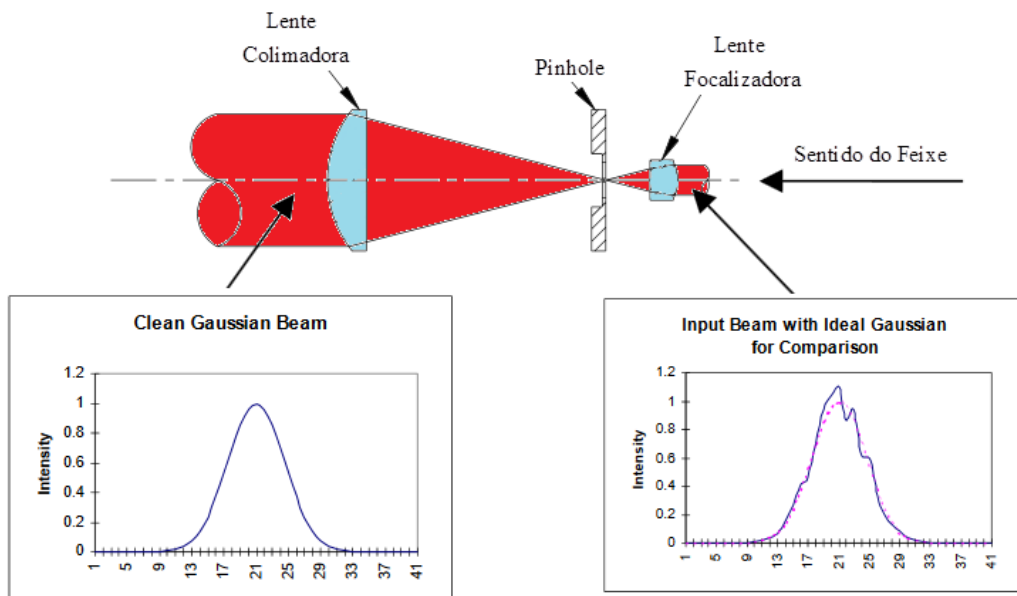 Lente
Colimadora
Pinhole
Lente
Focalizadora
Sentido do Feixe
Clean Gaussian Beam
Intensity
1.2
1
0.8
0.6
0.4
0.2
0
1 5 9 13 17 21 25 29 33 37 41
Input Beam with Ideal Gaussian
for Comparison
Intensity
1.2
1
0.8
0.6
0.4
0.2
0
1 5 9 13 17 21 25 29 33 37 41